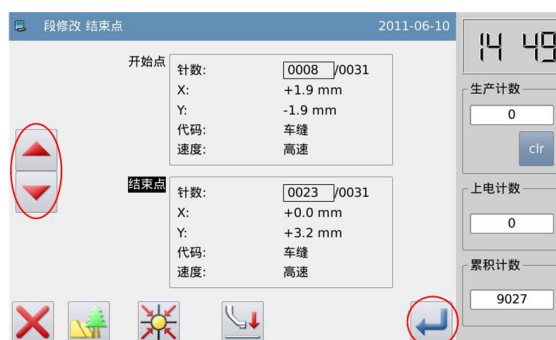 段修改 结束点 2011-06-10
14 49
开始点
针数: 0008 /0031
X: +1.9 mm
Y: -1.9 mm
代码: 车缝
速度: 高速
结束点
针数: 0023 /0031
X: +0.0 mm
Y: +3.2 mm
代码: 车缝
速度: 高速
生产计数
0
clr
上电计数
0
累积计数
9027